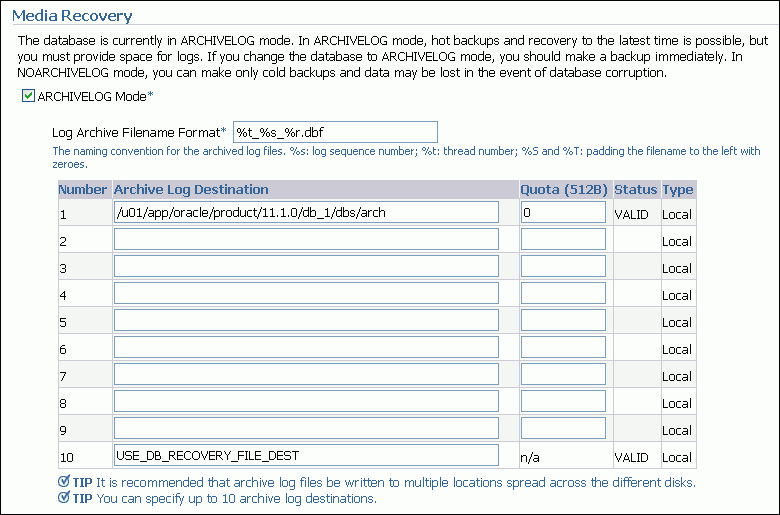 Media Recovery
The database is currently in ARCHIVELOG mode. In ARCHIVELOG mode, hot backups and recovery to the latest time is possible, but
you must provide space for logs. If you change the database to ARCHIVELOG mode, you should make a backup immediately. In
NOARCHIVELOG mode, you can make only cold backups and data may be lost in the event of database corruption.
ARCHIVELOG Mode*
Log Archive Filename Format* %t_%s_%r.dbf
The naming convention for the archived log files. %s: log sequence number; %t: thread number; %S and %T: padding the filename to the left with
zeroes.
Number Archive Log Destination Quota (512B) Status Type
1 /u01/app/oracle/product/11.1.0/db_1/dbs/arch 0 VALID Local
2 Local
3 Local
4 Local
5 Local
6 Local
7 Local
8 Local
9 Local
10 USE_DB_RECOVERY_FILE_DEST n/a VALID Local
TIP It is recommended that archive log files be written to multiple locations spread across the different disks.
TIP You can specify up to 10 archive log destinations.